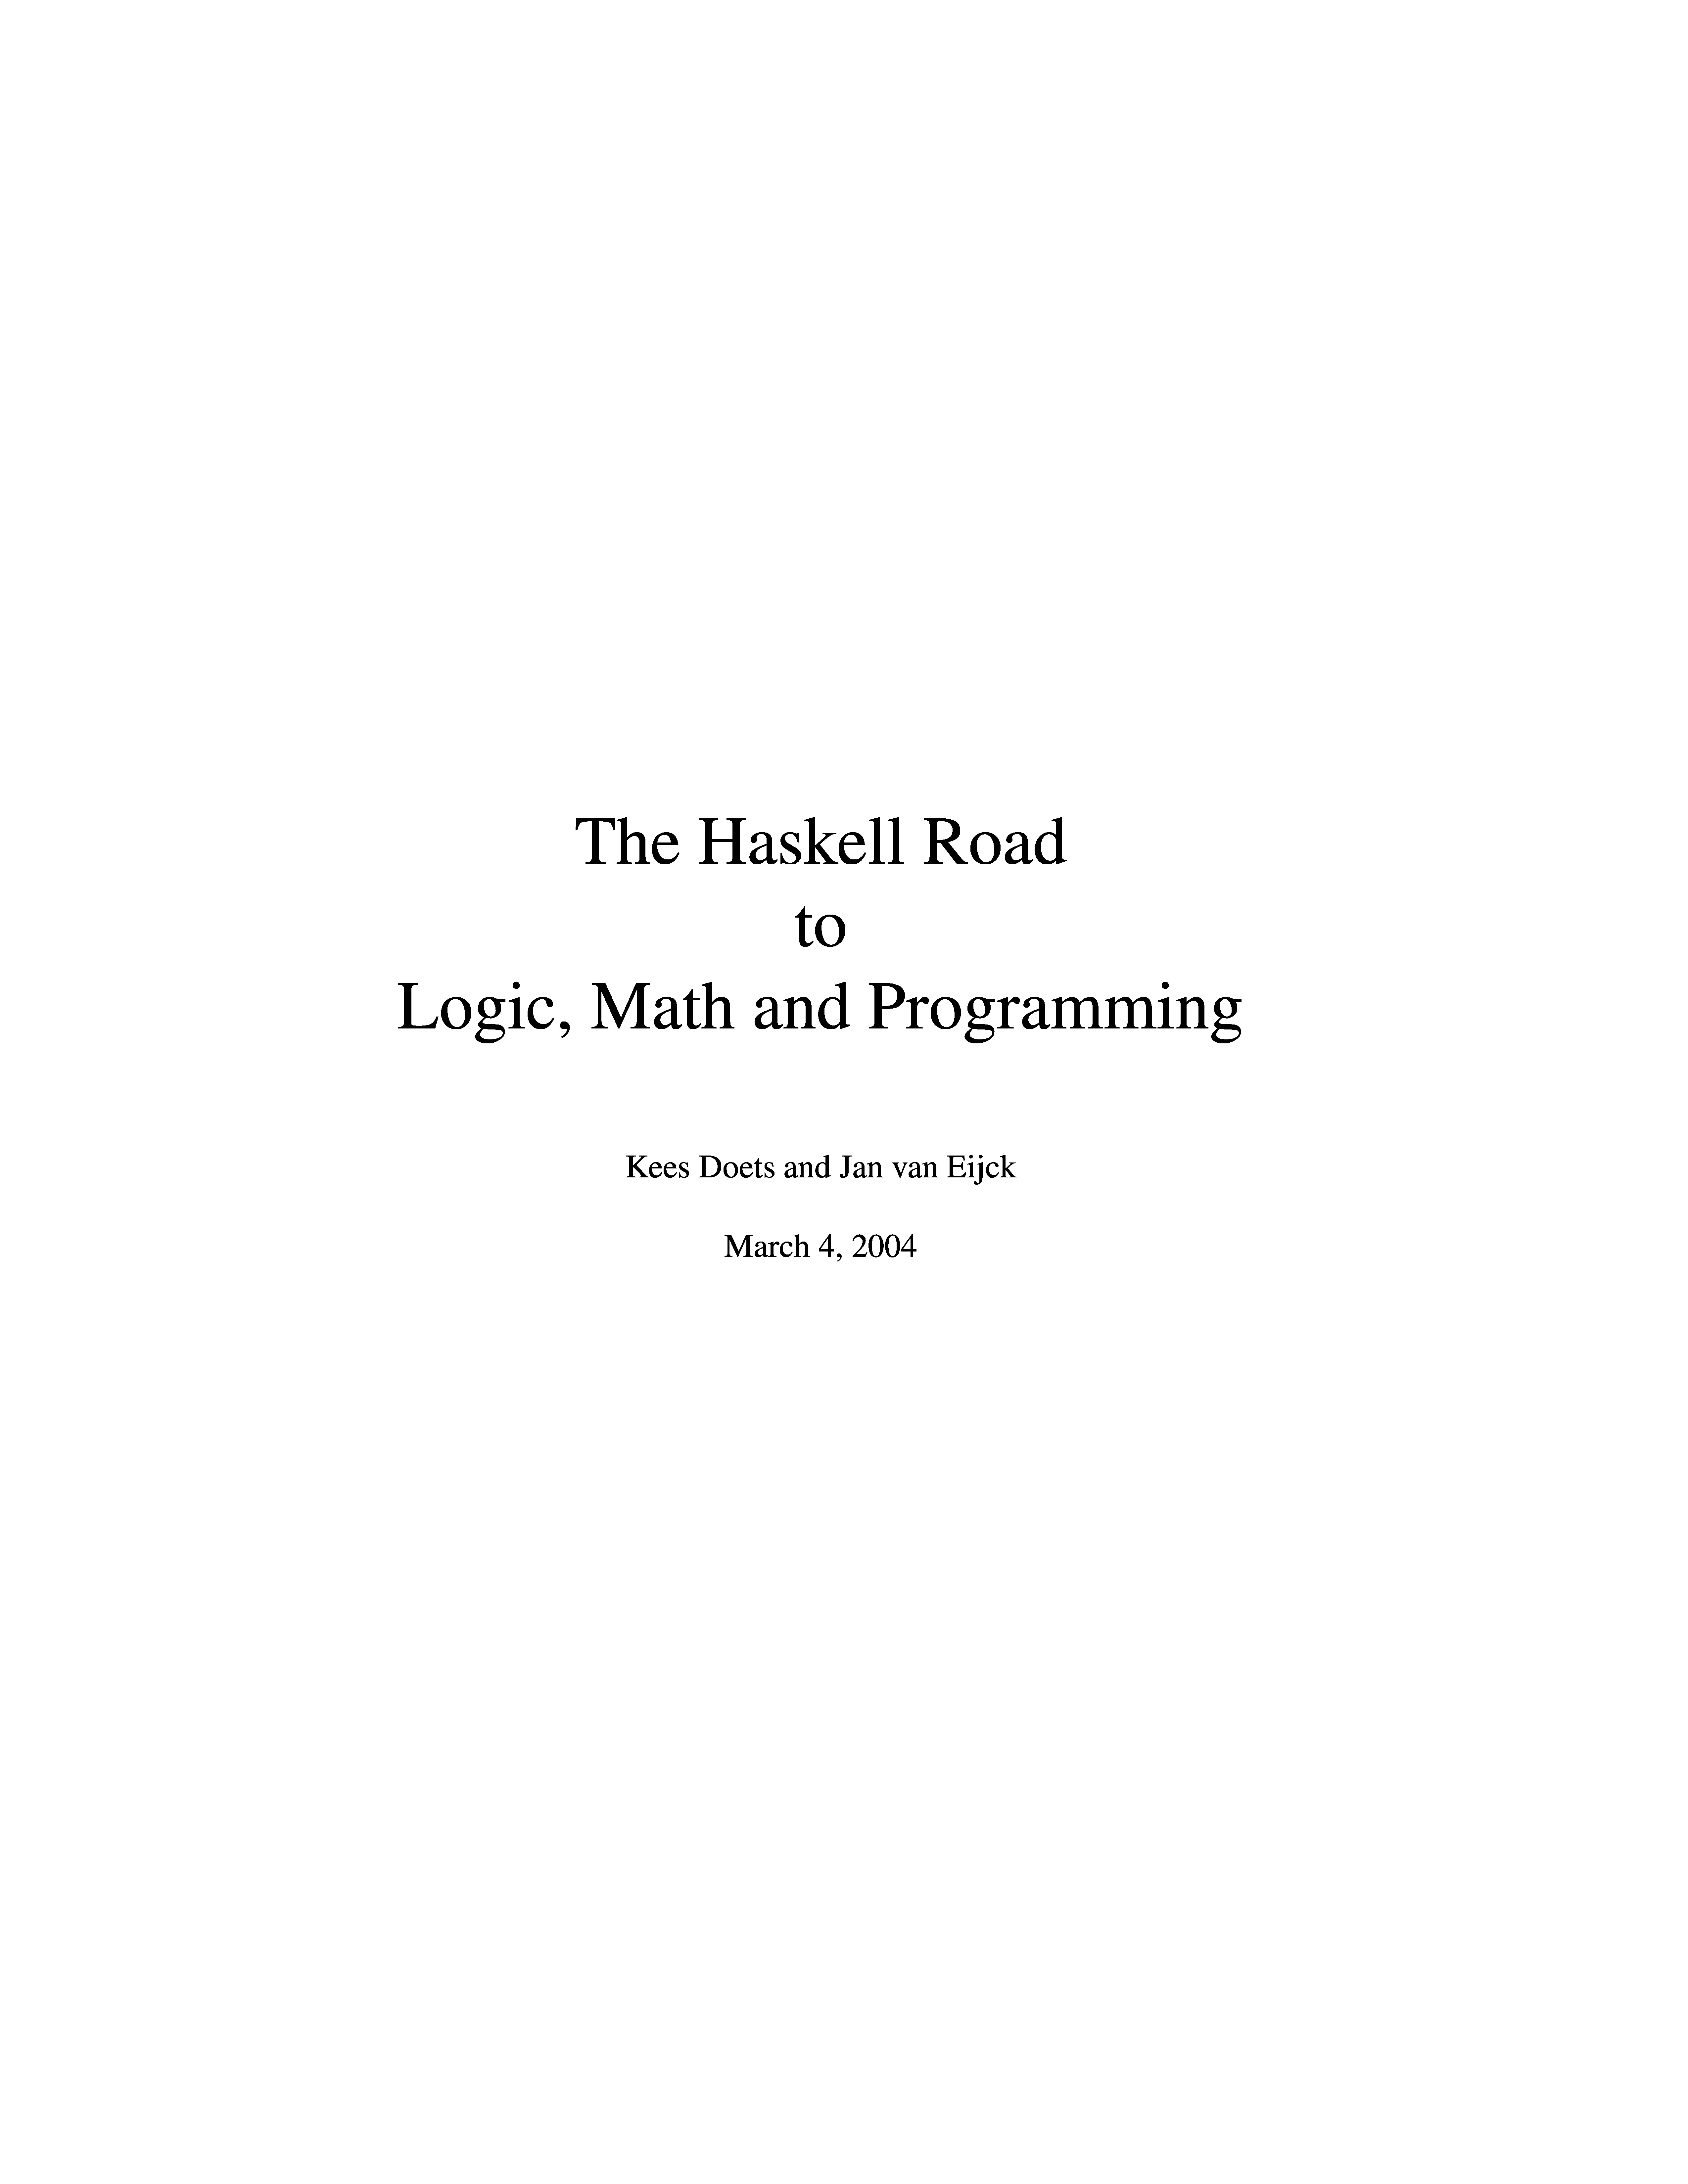 The Haskell Road
to
Logic, Math and Programming
Kees Doets and Jan van Eijck
March 4, 2004